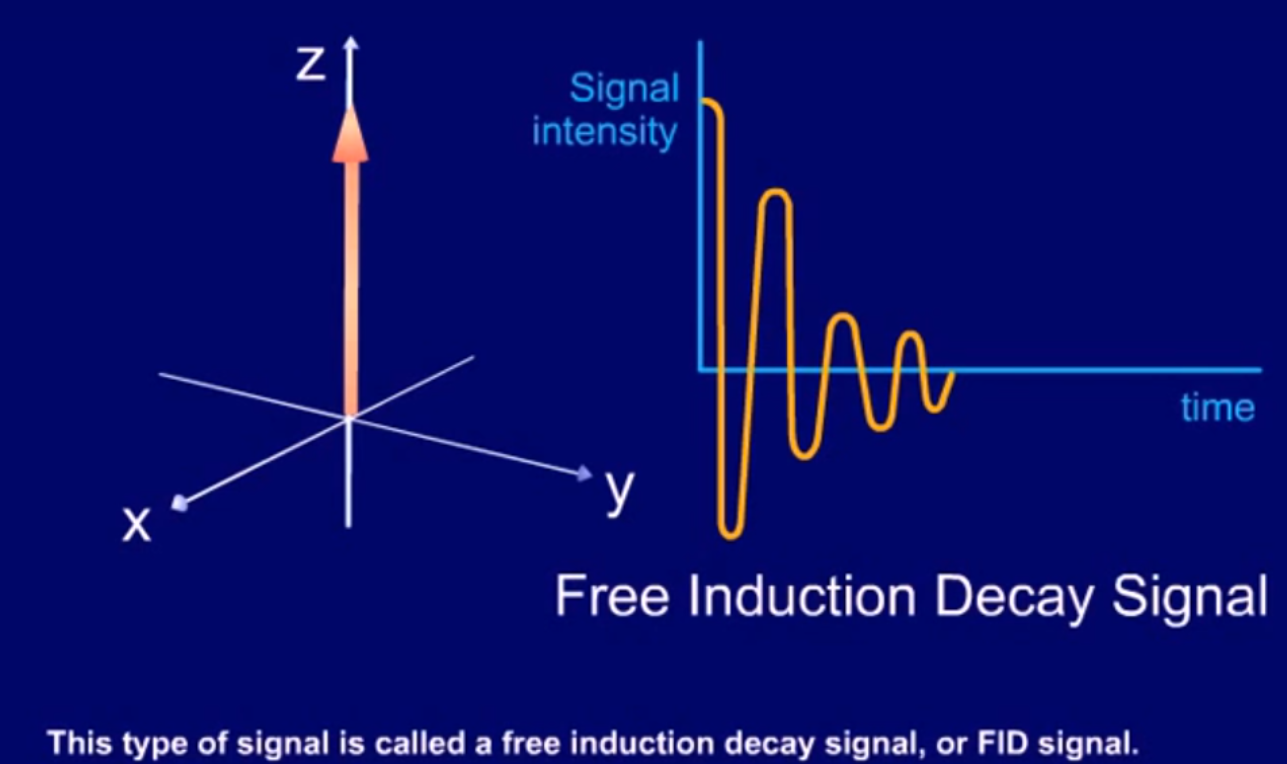 Z
Signal
intensity
time
y
x
Free Induction Decay Signal
This type of signal is called a free induction decay signal, or FID signal.